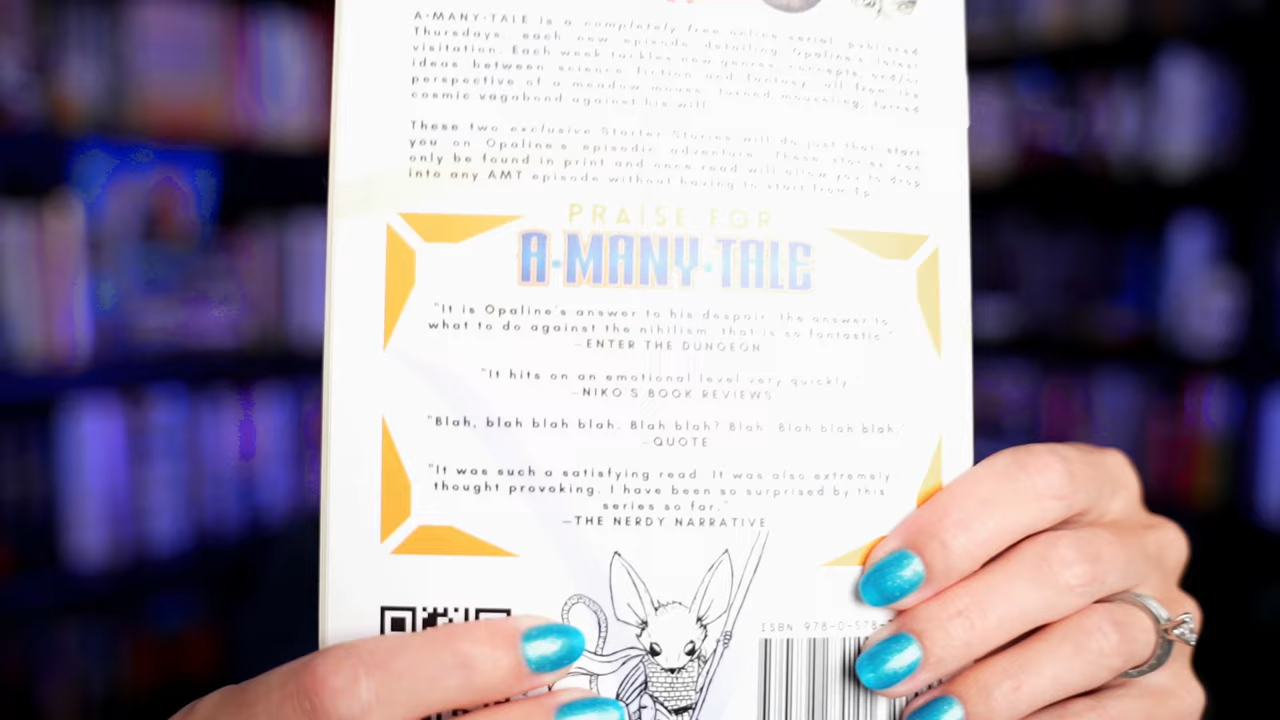 A•MANY•TALE is a completely free online serial published
Thursdays, each new episode detailing Opaline's latest
visitation. Each week tackles new genres, concepts, and/or
ideas between science fiction and fantasy, all from the
perspective of a meadow mouse, turned mouseling, turned
cosmic vagabond against his will.
These two exclusive Starter Stories will do just that: start
you on Opaline's episodic adventure. These stories can
only be found in print and once read will allow you to drop
into any AMT episode without having to start from Ep.
PRAISE FOR
A•MANY•TALE
"It is Opaline's answer to his despair, the answer to
what to do against the nihilism, that is so fantastic."
—ENTER THE DUNGEON
"It hits on an emotional level very quickly."
—NIKO'S BOOK REVIEWS
"Blah, blah blah blah. Blah blah? Blah. Blah blah blah."
—QUOTE
"It was such a satisfying read. It was also extremely
thought provoking. I have been so surprised by this
series so far."
—THE NERDY NARRATIVE
ISBN 978-0-578-